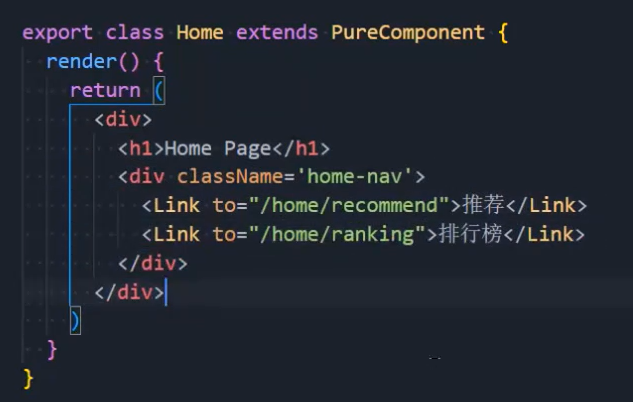 export class Home extends PureComponent {
render() {
return (
<div>
<h1>Home Page</h1>
<div className='home-nav'>
<Link to="/home/recommend">推荐</Link>
<Link to="/home/ranking">排行榜</Link>
</div>
</div>
)
}
}